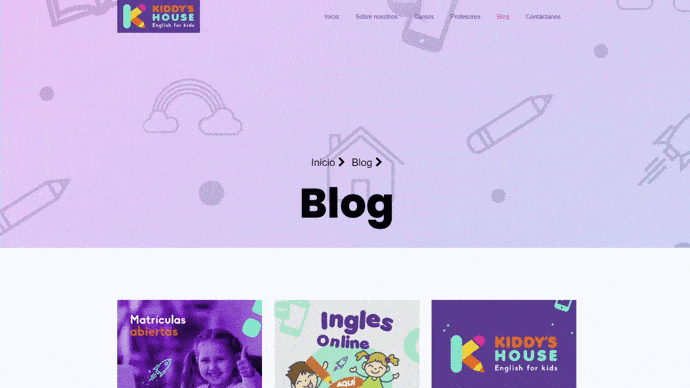 KIDDY'S
HOUSE
English for kids
Inicio Sobre nosotros Cursos Profesores Blog Contáctanos
Inicio Blog
Blog
Matrículas
abiertas
Ingles
Online
AQUÍ
KIDDY'S
HOUSE
English for kids